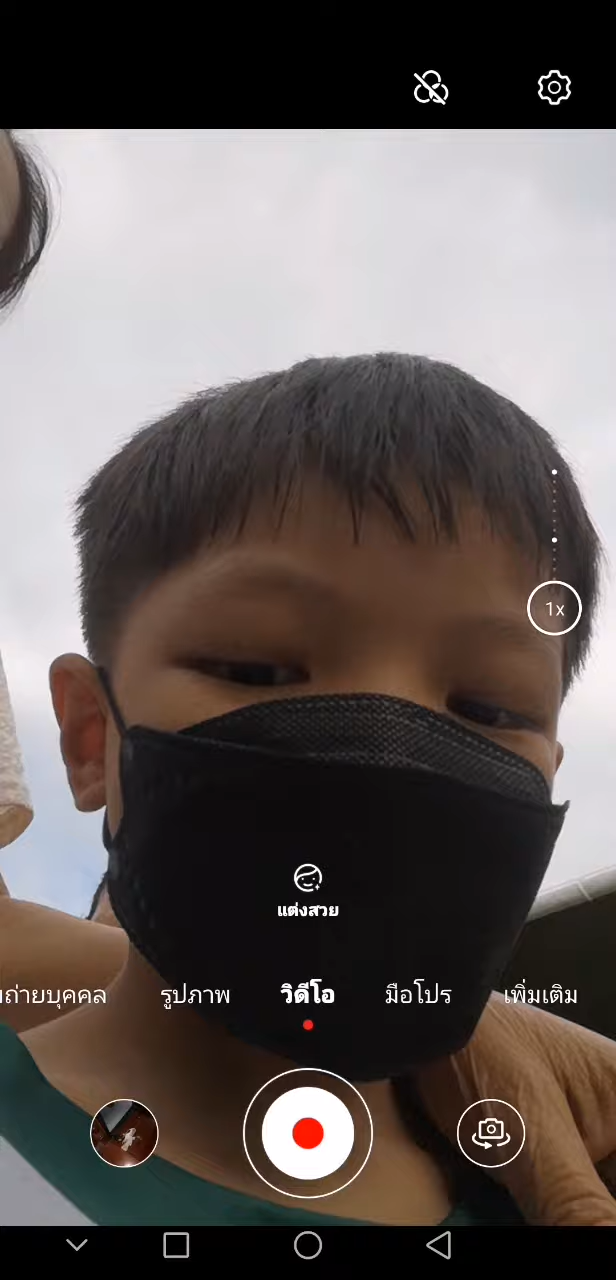 1x
แต่งสวย
ถ่ายบุคคล รูปภาพ วิดีโอ มือโปร เพิ่มเติม